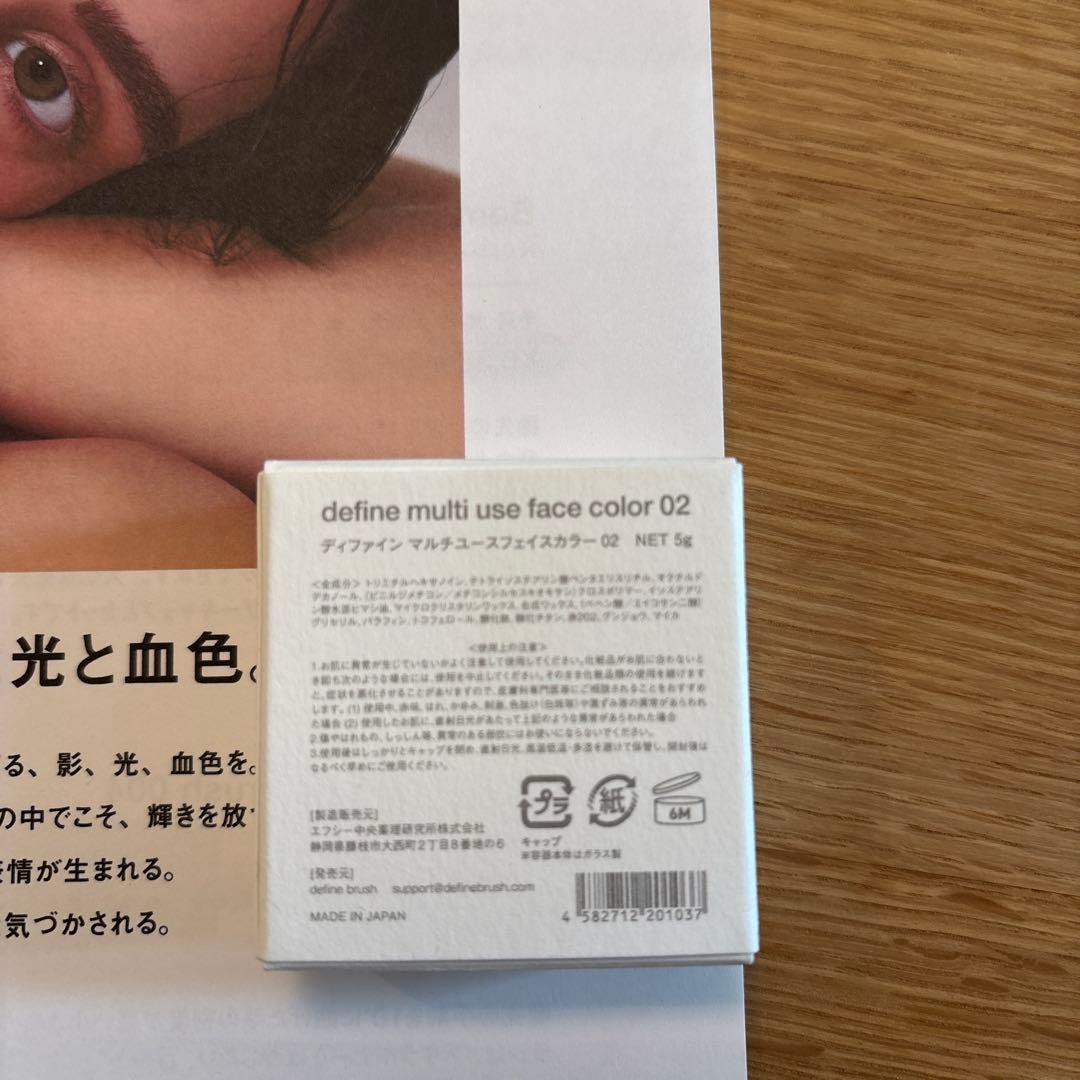 光と血色。
る、影、光、血色を。
の中でこそ、輝きを放
情が生まれる。
気づかされる。
define multi use face color 02
ディファイン マルチユースフェイスカラー 02 NET 5g
<全成分> トリエチルヘキサノイン、テトライソステアリン酸ペンタエリスリチル、オクチルド
デカノール、(ビニルジメチコン/メチコンシルセスキオキサン)クロスポリマー、イソステアリ
ン酸水添ヒマシ油、マイクロクリスタリンワックス、合成ワックス、(ベヘン酸/エイコサン二酸)
グリセリル、パラフィン、トコフェロール、酸化鉄、酸化チタン、赤202、グンジョウ、マイカ
<使用上の注意>
1.お肌に異常が生じていないかよく注意して使用してください。化粧品がお肌に合わないと
き即ち次のような場合には、使用を中止してください。そのまま化粧品類の使用を続けます
と、症状を悪化させることがありますので、皮膚科専門医等にご相談されることをおすすめ
します。(1) 使用中、赤味、はれ、かゆみ、刺激、色抜け(白斑等)や黒ずみ等の異常があらわれ
た場合 (2) 使用したお肌に、直射日光があたって上記のような異常があらわれた場合
2.傷やはれもの、しっしん等、異常のある部位にはお使いにならないでください。
3.使用後はしっかりとキャップを閉め、直射日光、高温低温・多湿を避けて保管し、開封後は
なるべく早めにご使用ください。
プラ 紙 6M
キャップ
※容器本体はガラス製
[製造販売元]
エフシー中央薬理研究所株式会社
静岡県藤枝市大西町2丁目8番地の6
[発売元]
define brush support@definebrush.com
MADE IN JAPAN
4 582712 201037